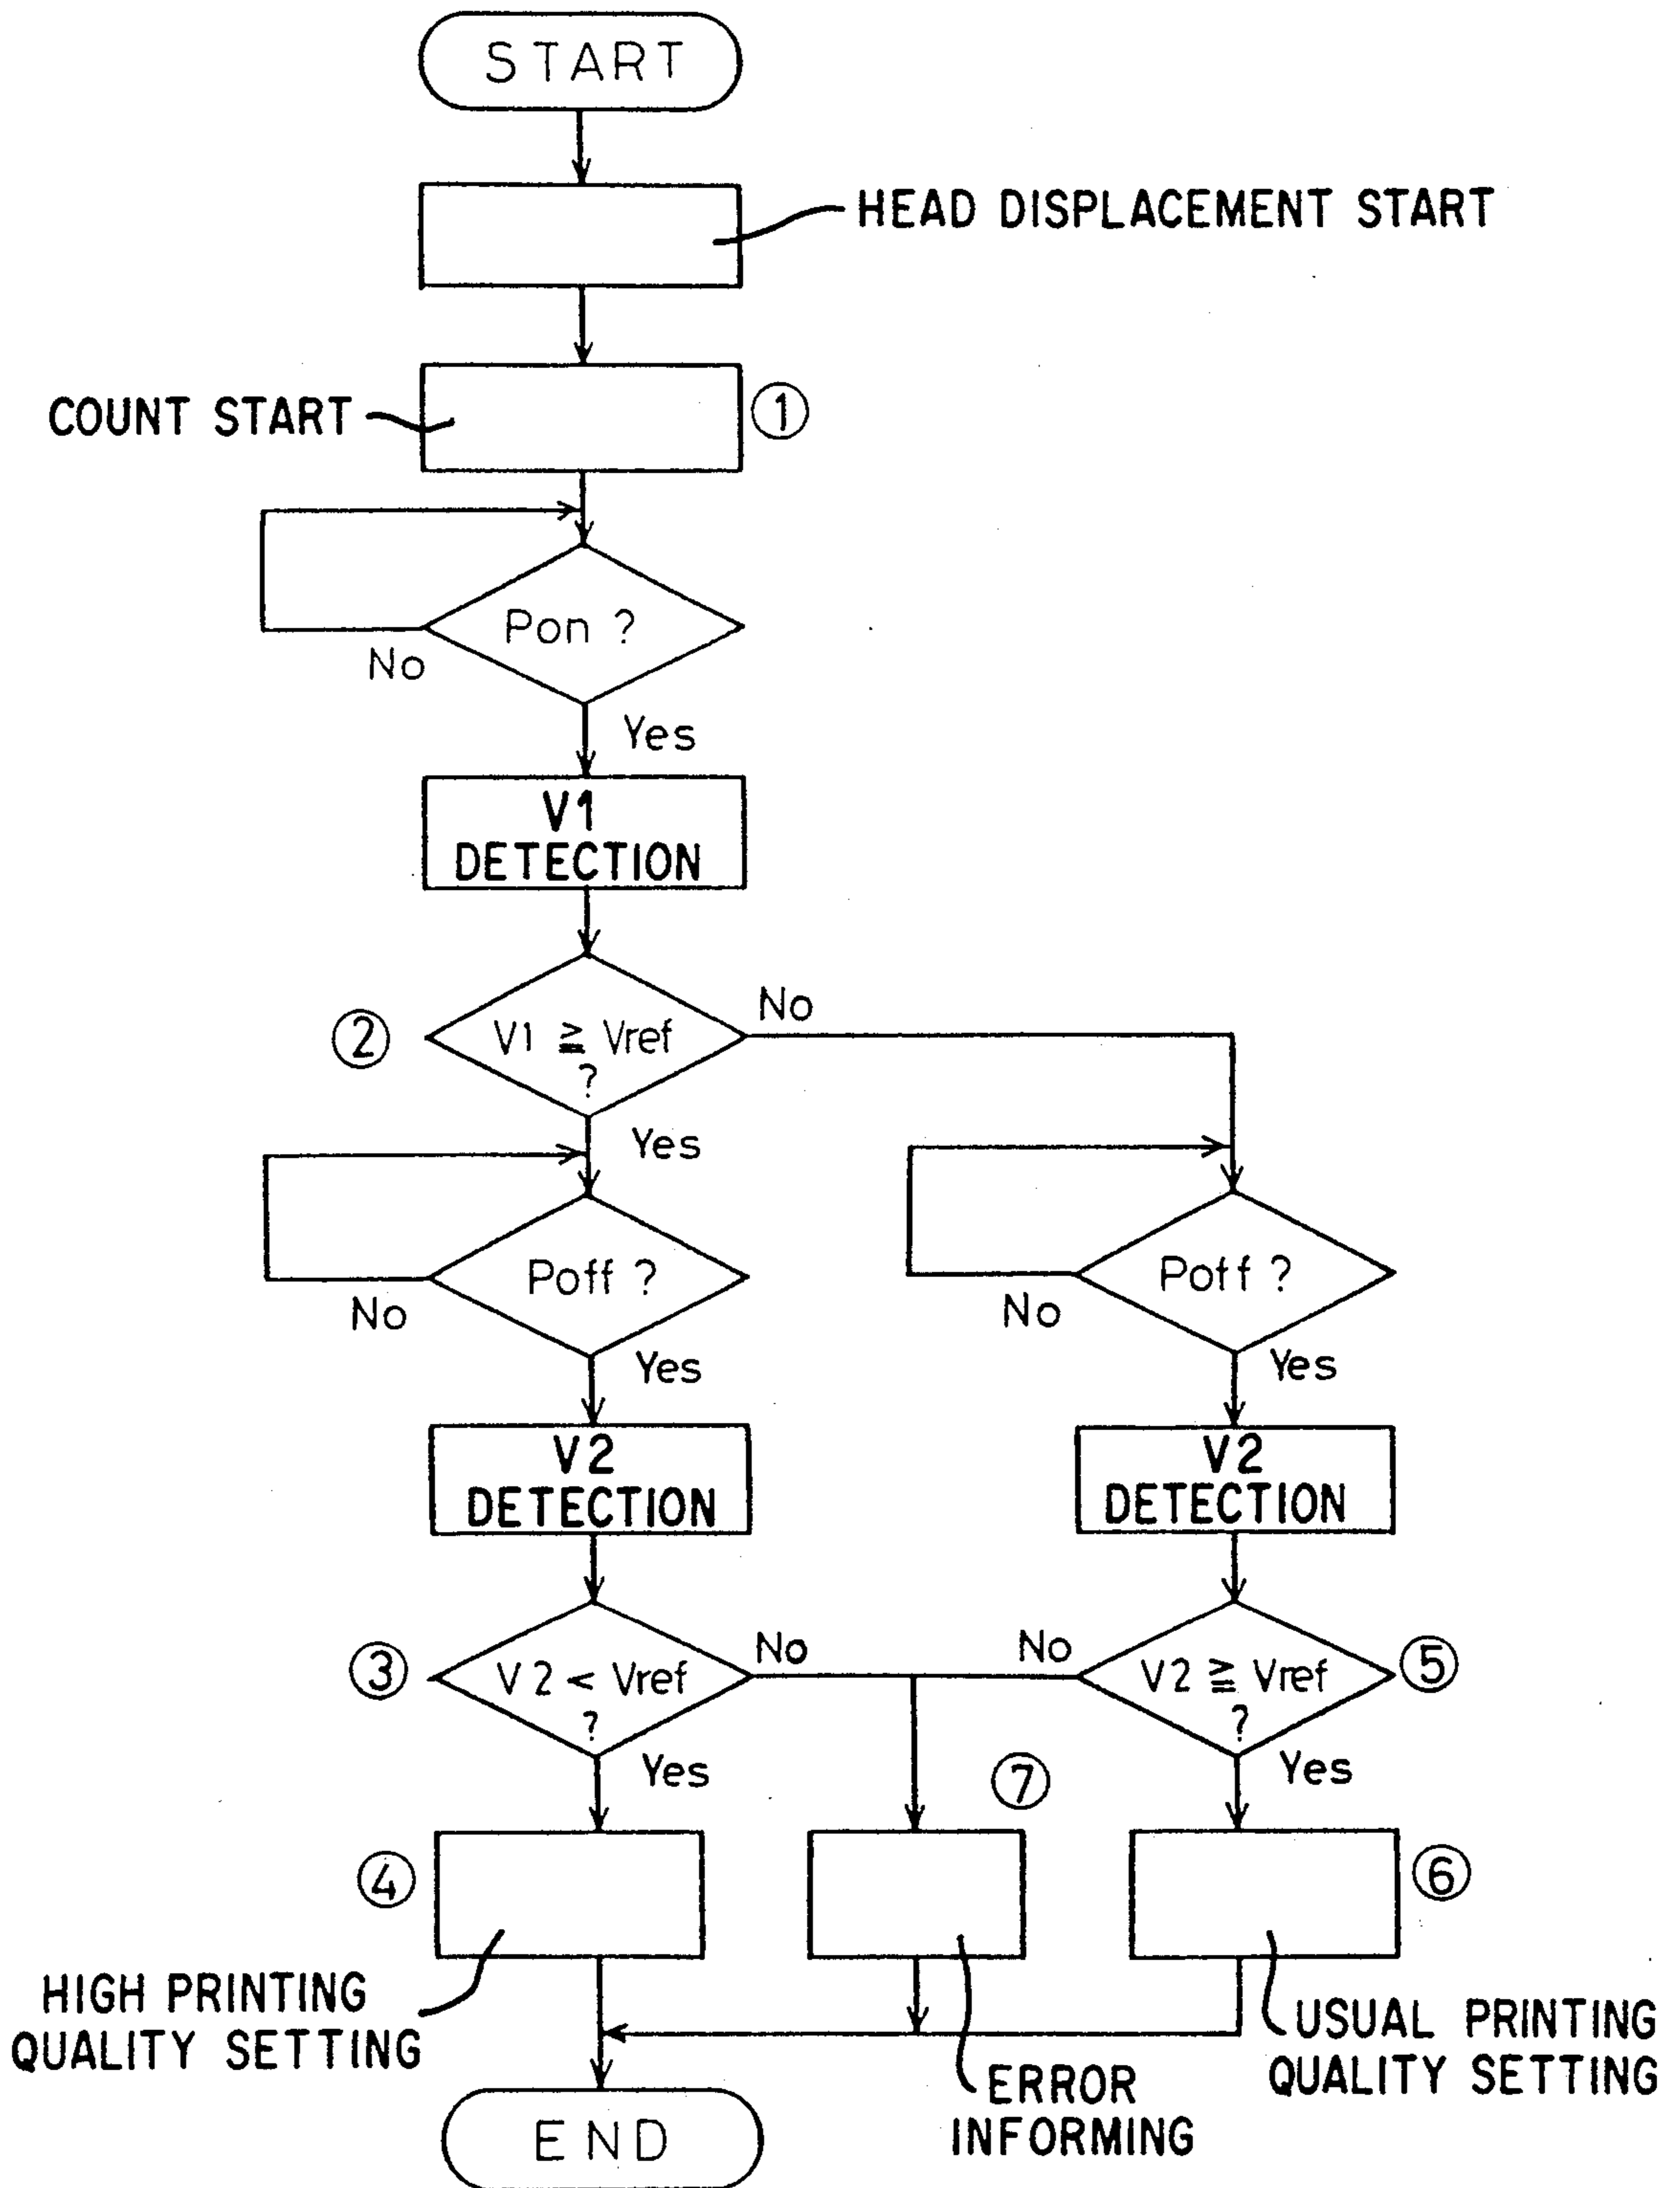 START
HEAD DISPLACEMENT START
COUNT START
①
Pon ?
No
Yes
V1
DETECTION
②
V1 ≧ Vref
?
No
Yes
Poff ?
No
Yes
Poff ?
No
Yes
V2
DETECTION
V2
DETECTION
③
V2 < Vref
?
No
Yes
No
V2 ≧ Vref
?
⑤
Yes
④
⑦
⑥
HIGH PRINTING
QUALITY SETTING
ERROR
INFORMING
USUAL PRINTING
QUALITY SETTING
END